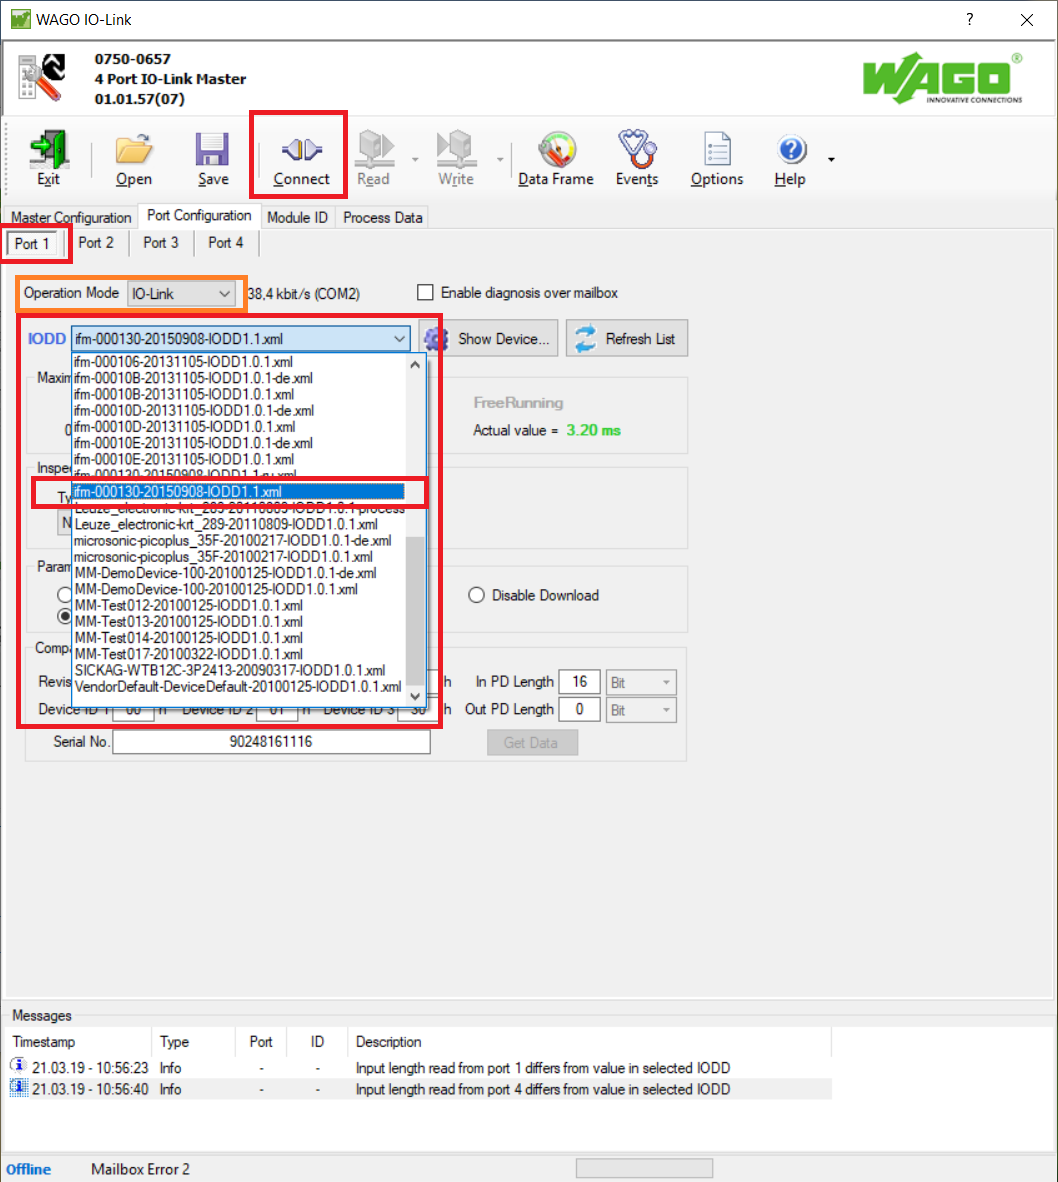 WAGO IO-Link
0750-0657
4 Port IO-Link Master
01.01.57(07)
WAGO®
INNOVATIVE CONNECTIONS
Exit Open Save Connect Read Write Data Frame Events Options Help
Master Configuration Port Configuration Module ID Process Data
Port 1 Port 2 Port 3 Port 4
Operation Mode IO-Link 38,4 kbit/s (COM2) Enable diagnosis over mailbox
IODD ifm-000130-20150908-IODD1.1.xml Show Device... Refresh List
ifm-000106-20131105-IODD1.0.1.xml
ifm-00010B-20131105-IODD1.0.1-de.xml
ifm-00010B-20131105-IODD1.0.1.xml
ifm-00010D-20131105-IODD1.0.1-de.xml
ifm-00010D-20131105-IODD1.0.1.xml
ifm-00010E-20131105-IODD1.0.1-de.xml
ifm-00010E-20131105-IODD1.0.1.xml
ifm-000130-20150908-IODD1.1.xml
Leuze_electronic-krt_289-20110809-IODD1.0.1-process
Leuze_electronic-krt_289-20110809-IODD1.0.1.xml
microsonic-picoplus_35F-20100217-IODD1.0.1-de.xml
microsonic-picoplus_35F-20100217-IODD1.0.1.xml
MM-DemoDevice-100-20100125-IODD1.0.1-de.xml
MM-DemoDevice-100-20100125-IODD1.0.1.xml
MM-Test012-20100125-IODD1.0.1.xml
MM-Test013-20100125-IODD1.0.1.xml
MM-Test014-20100125-IODD1.0.1.xml
MM-Test017-20100322-IODD1.0.1.xml
SICKAG-WTB12C-3P2413-20090317-IODD1.0.1.xml
VendorDefault-DeviceDefault-20100125-IODD1.0.1.xml
Maxim
FreeRunning
Actual value = 3.20 ms
Inspec
Ty
N
Param
Disable Download
Compa
Revis h In PD Length 16 Bit
Device ID 1 00 h Device ID 2 01 h Device ID 3 30 h Out PD Length 0 Bit
Serial No. 90248161116 Get Data
Messages
Timestamp Type Port ID Description
21.03.19 - 10:56:23 Info - - Input length read from port 1 differs from value in selected IODD
21.03.19 - 10:56:40 Info - - Input length read from port 4 differs from value in selected IODD
Offline Mailbox Error 2